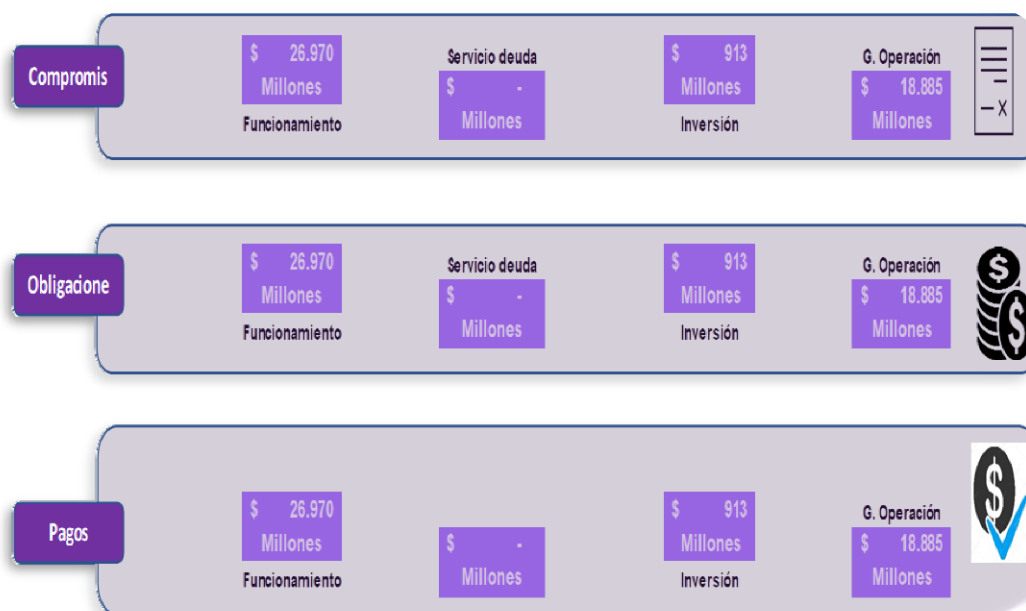 Compromis
$ 26.970
Millones
Funcionamiento
Servicio deuda
$ -
Millones
$ 913
Millones
Inversión
G. Operación
$ 18.885
Millones
Obligacione
$ 26.970
Millones
Funcionamiento
Servicio deuda
$ -
Millones
$ 913
Millones
Inversión
G. Operación
$ 18.885
Millones
Pagos
$ 26.970
Millones
Funcionamiento
$ -
Millones
$ 913
Millones
Inversión
G. Operación
$ 18.885
Millones